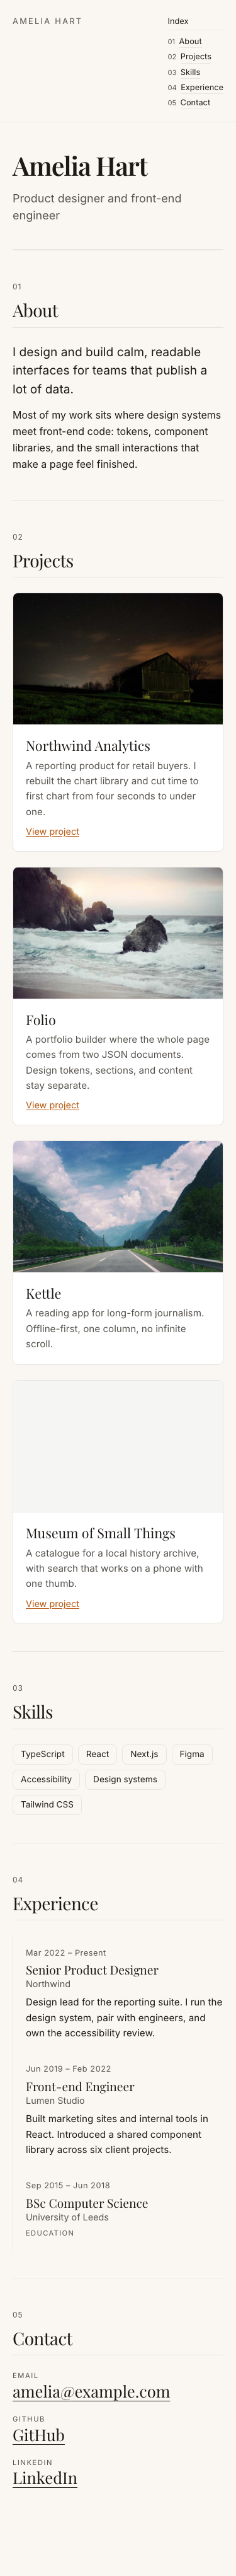 AMELIA HART
Index
01 About
02 Projects
03 Skills
04 Experience
05 Contact
Amelia Hart
Product designer and front-end
engineer
01
About
I design and build calm, readable
interfaces for teams that publish a
lot of data.
Most of my work sits where design systems
meet front-end code: tokens, component
libraries, and the small interactions that
make a page feel finished.
02
Projects
Northwind Analytics
A reporting product for retail buyers. I
rebuilt the chart library and cut time to
first chart from four seconds to under
one.
View project
Folio
A portfolio builder where the whole page
comes from two JSON documents.
Design tokens, sections, and content
stay separate.
View project
Kettle
A reading app for long-form journalism.
Offline-first, one column, no infinite
scroll.
Museum of Small Things
A catalogue for a local history archive,
with search that works on a phone with
one thumb.
View project
03
Skills
TypeScript React Next.js Figma
Accessibility Design systems
Tailwind CSS
04
Experience
Mar 2022 – Present
Senior Product Designer
Northwind
Design lead for the reporting suite. I run the
design system, pair with engineers, and
own the accessibility review.
Jun 2019 – Feb 2022
Front-end Engineer
Lumen Studio
Built marketing sites and internal tools in
React. Introduced a shared component
library across six client projects.
Sep 2015 – Jun 2018
BSc Computer Science
University of Leeds
EDUCATION
05
Contact
EMAIL
amelia@example.com
GITHUB
GitHub
LINKEDIN
LinkedIn